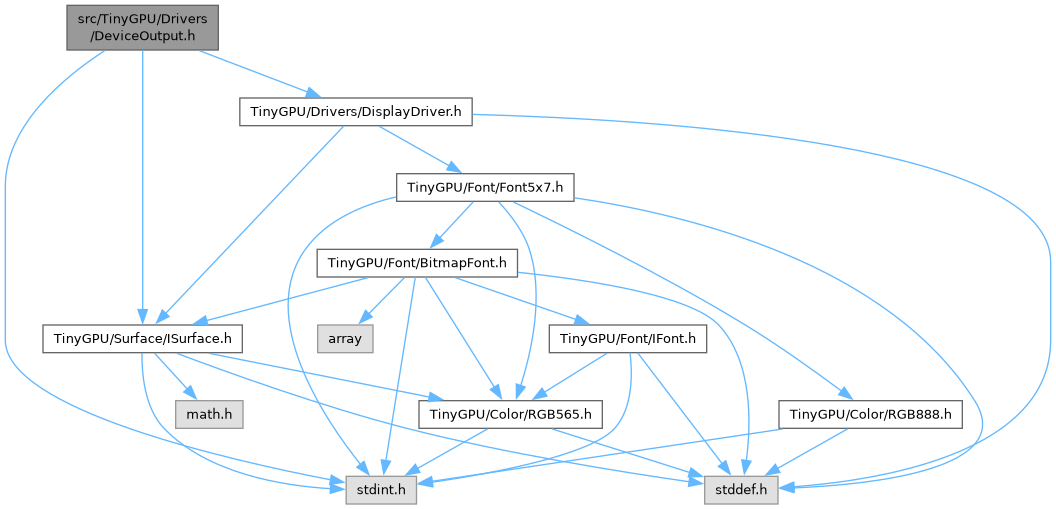 src/TinyGPU/Drivers
/DeviceOutput.h
TinyGPU/Drivers/DisplayDriver.h
TinyGPU/Font/Font5x7.h
TinyGPU/Font/BitmapFont.h
TinyGPU/Surface/ISurface.h
array
TinyGPU/Font/IFont.h
math.h
TinyGPU/Color/RGB565.h
TinyGPU/Color/RGB888.h
stdint.h
stddef.h